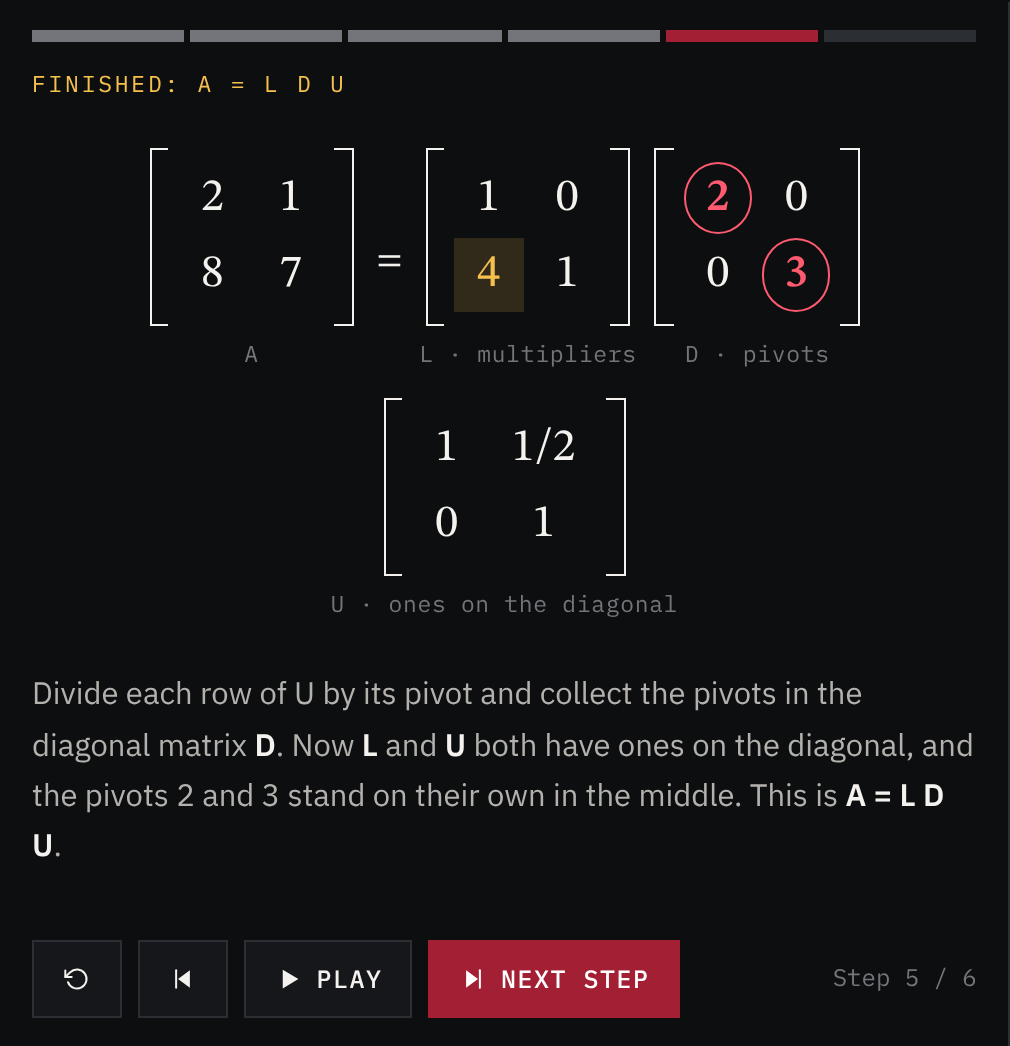 FINISHED: A = L D U
2 1 1 0 2 0
8 7 = 4 1 0 3
A L · multipliers D · pivots
1 1/2
0 1
U · ones on the diagonal
Divide each row of U by its pivot and collect the pivots in the
diagonal matrix D. Now L and U both have ones on the diagonal, and
the pivots 2 and 3 stand on their own in the middle. This is A = L D
U.
PLAY NEXT STEP Step 5 / 6